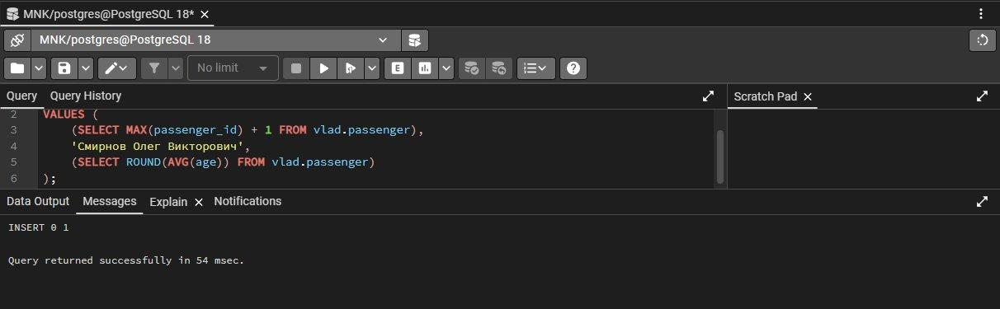 MNK/postgres@PostgreSQL 18*
MNK/postgres@PostgreSQL 18
No limit
E
Query Query History
Scratch Pad
2 VALUES (
3 (SELECT MAX(passenger_id) + 1 FROM vlad.passenger),
4 'Смирнов Олег Викторович',
5 (SELECT ROUND(AVG(age)) FROM vlad.passenger)
6 );
Data Output Messages Explain Notifications
INSERT 0 1
Query returned successfully in 54 msec.